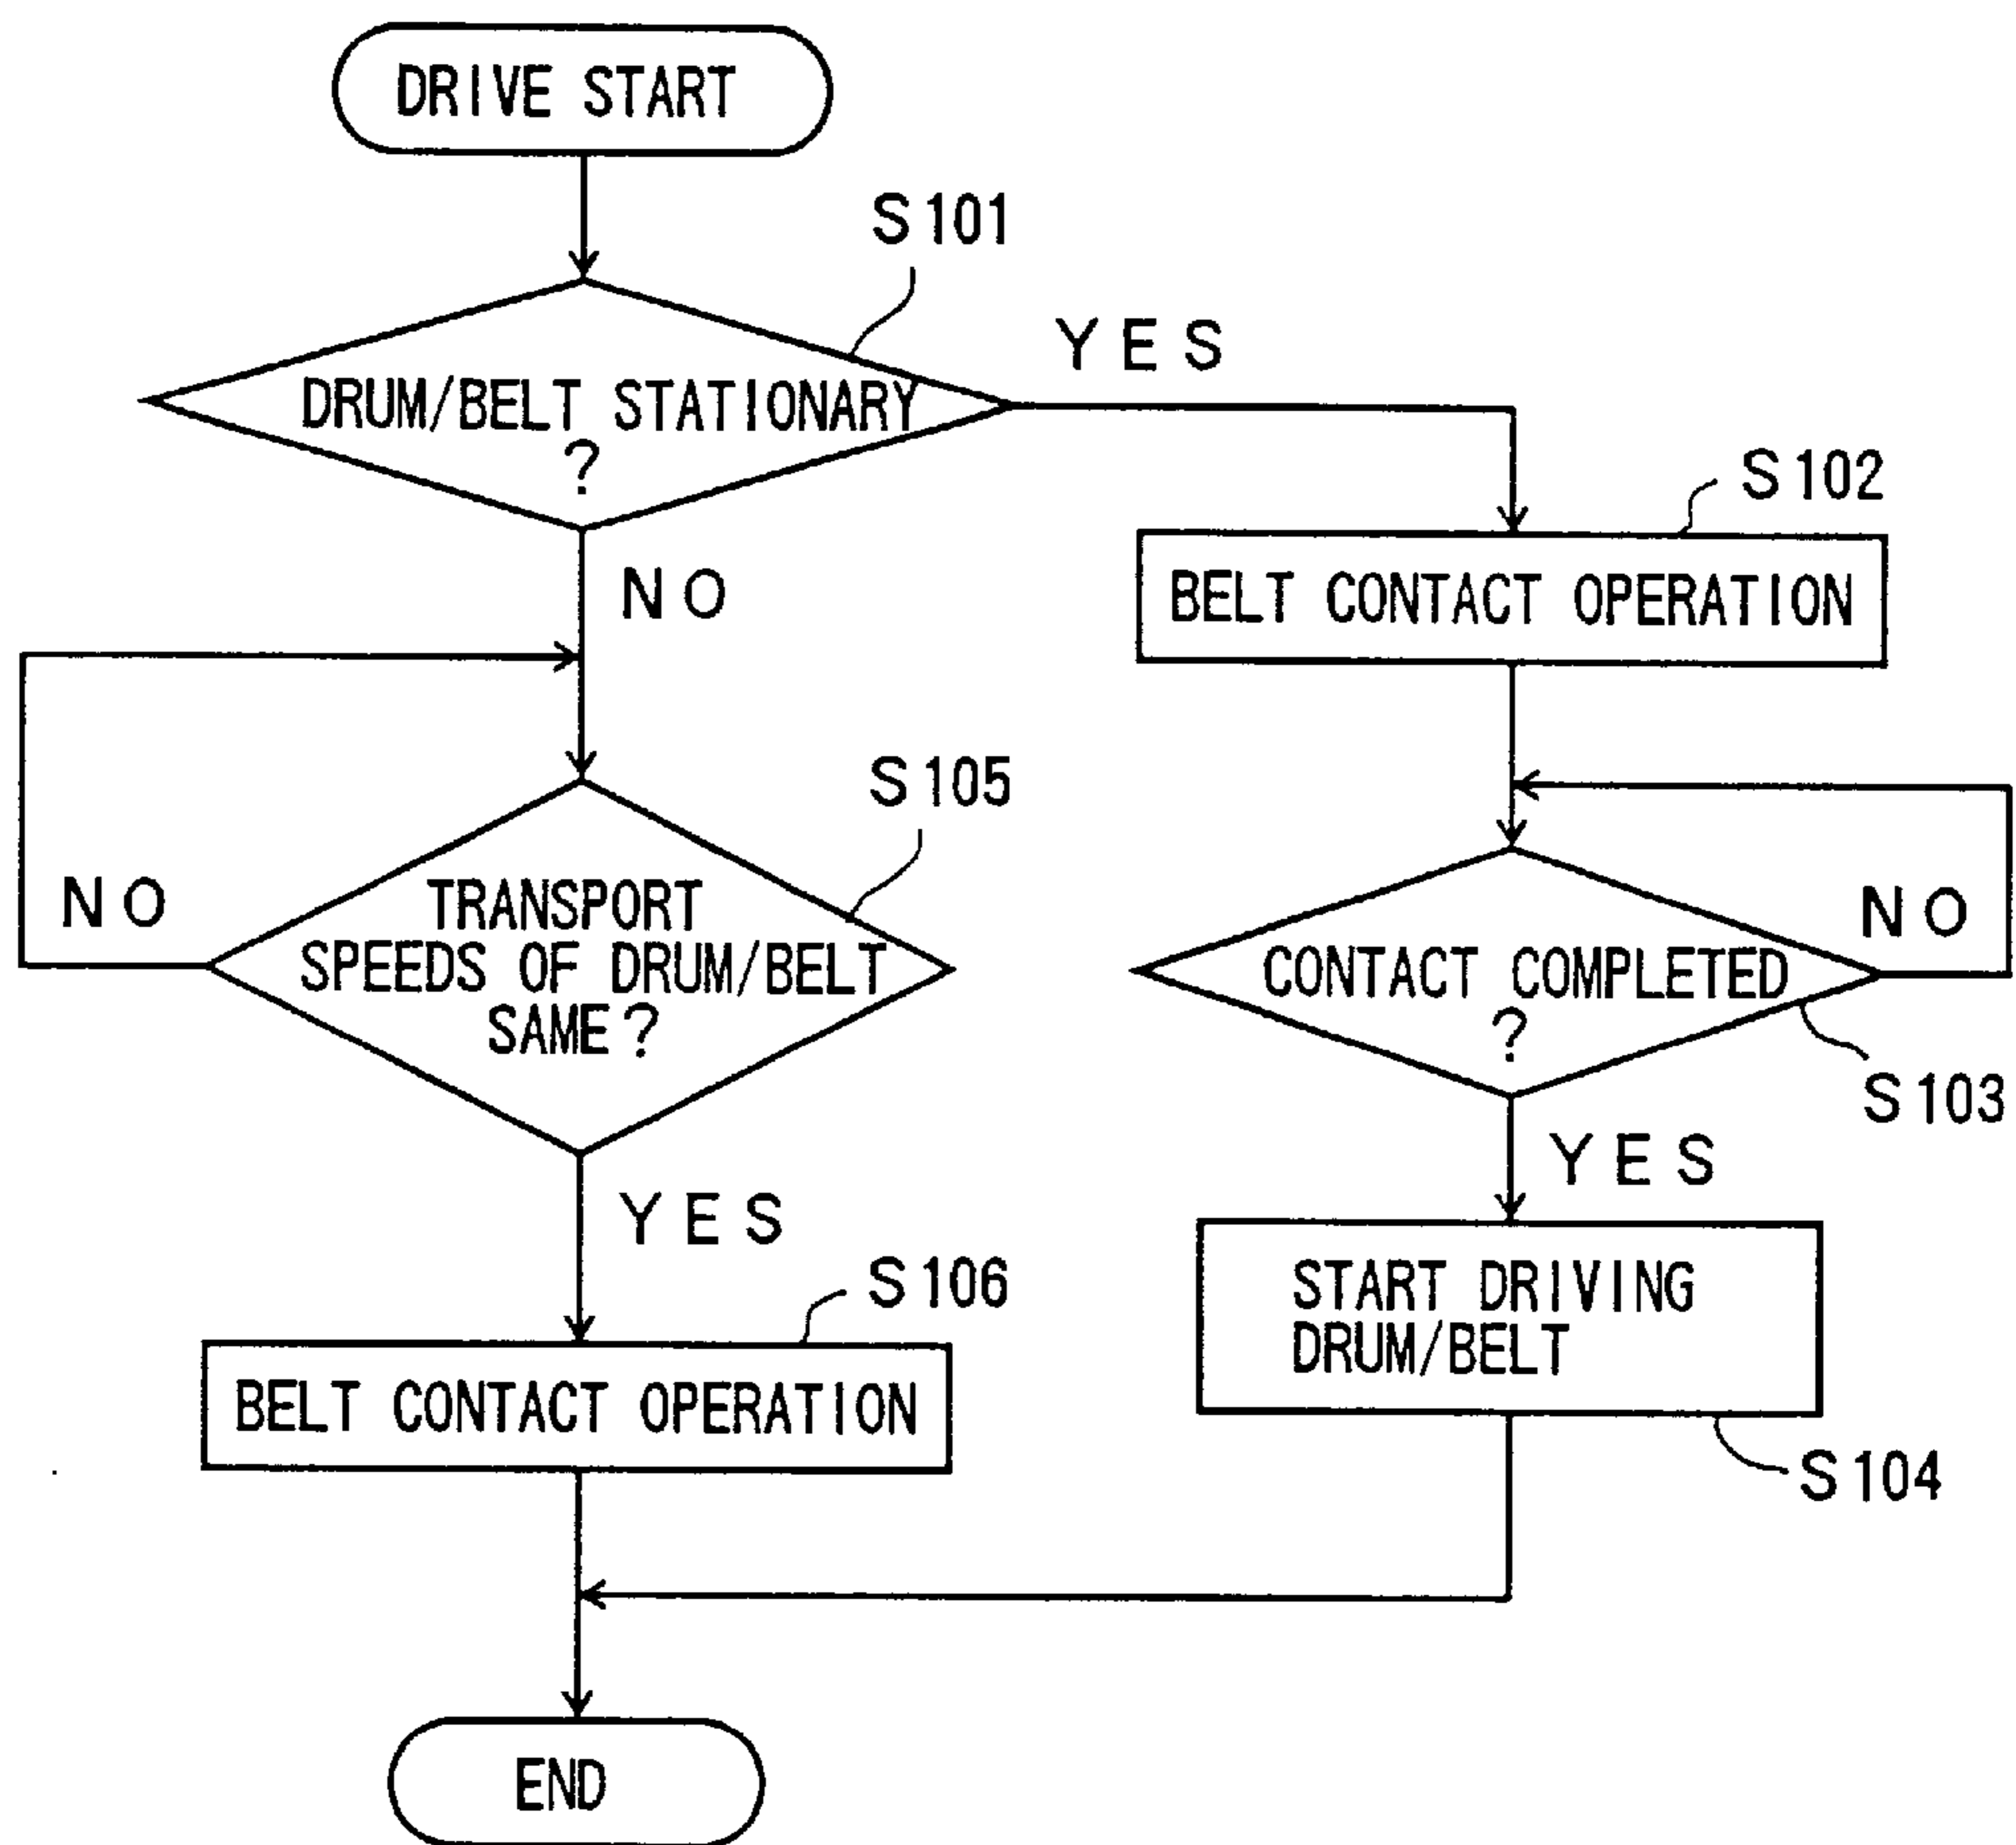 DRIVE START
S101
YES
DRUM/BELT STATIONARY
?
S102
NO
BELT CONTACT OPERATION
S105
NO
TRANSPORT
SPEEDS OF DRUM/BELT
SAME?
NO
CONTACT COMPLETED
?
S103
YES
YES
S106
START DRIVING
DRUM/BELT
BELT CONTACT OPERATION
S104
END